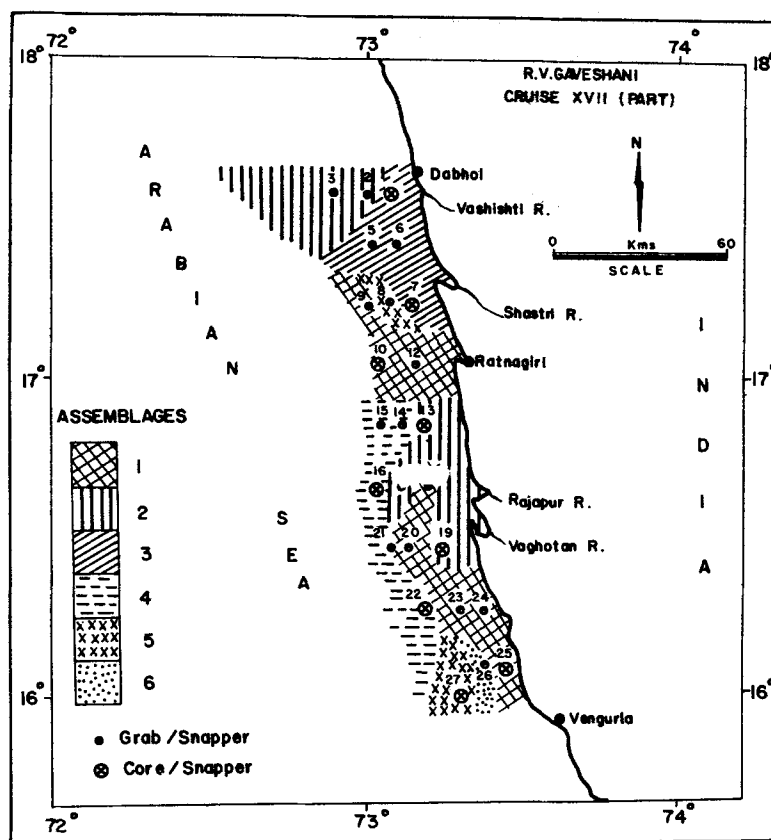 72° 73° 74°
18° 18°
R.V.GAVESHANI
CRUISE XVII (PART)
N
0 Kms 60
SCALE
ARABIAN
SEA
INDIA
3 2
Dabhol
Vashishti R.
5 6
9 8 7
Shastri R.
10 12
Ratnagiri
17° 17°
15 14 13
16
Rajapur R.
21 20 19
Vaghotan R.
22 23 24
25
26
27
16° 16°
Vengurla
ASSEMBLAGES
1
2
3
4
5
6
Grab/Snapper
Core/Snapper
72° 73° 74°